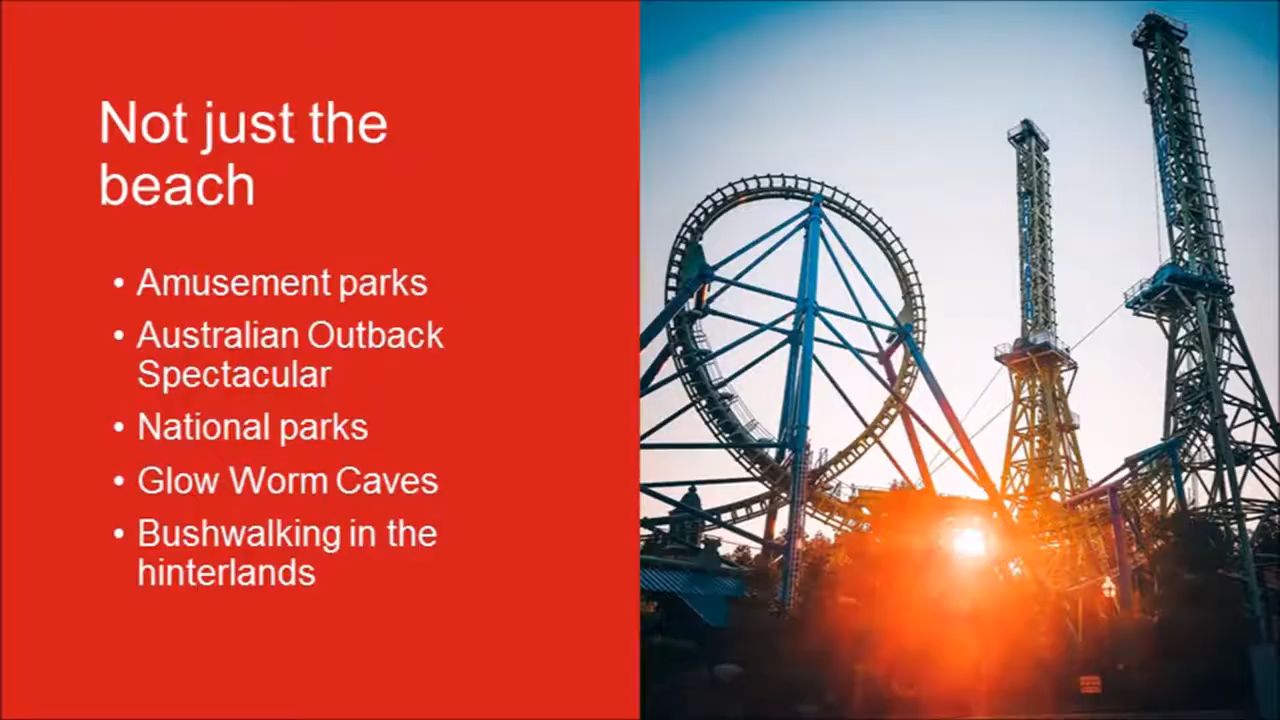 Not just the
beach
• Amusement parks
• Australian Outback
Spectacular
• National parks
• Glow Worm Caves
• Bushwalking in the
hinterlands